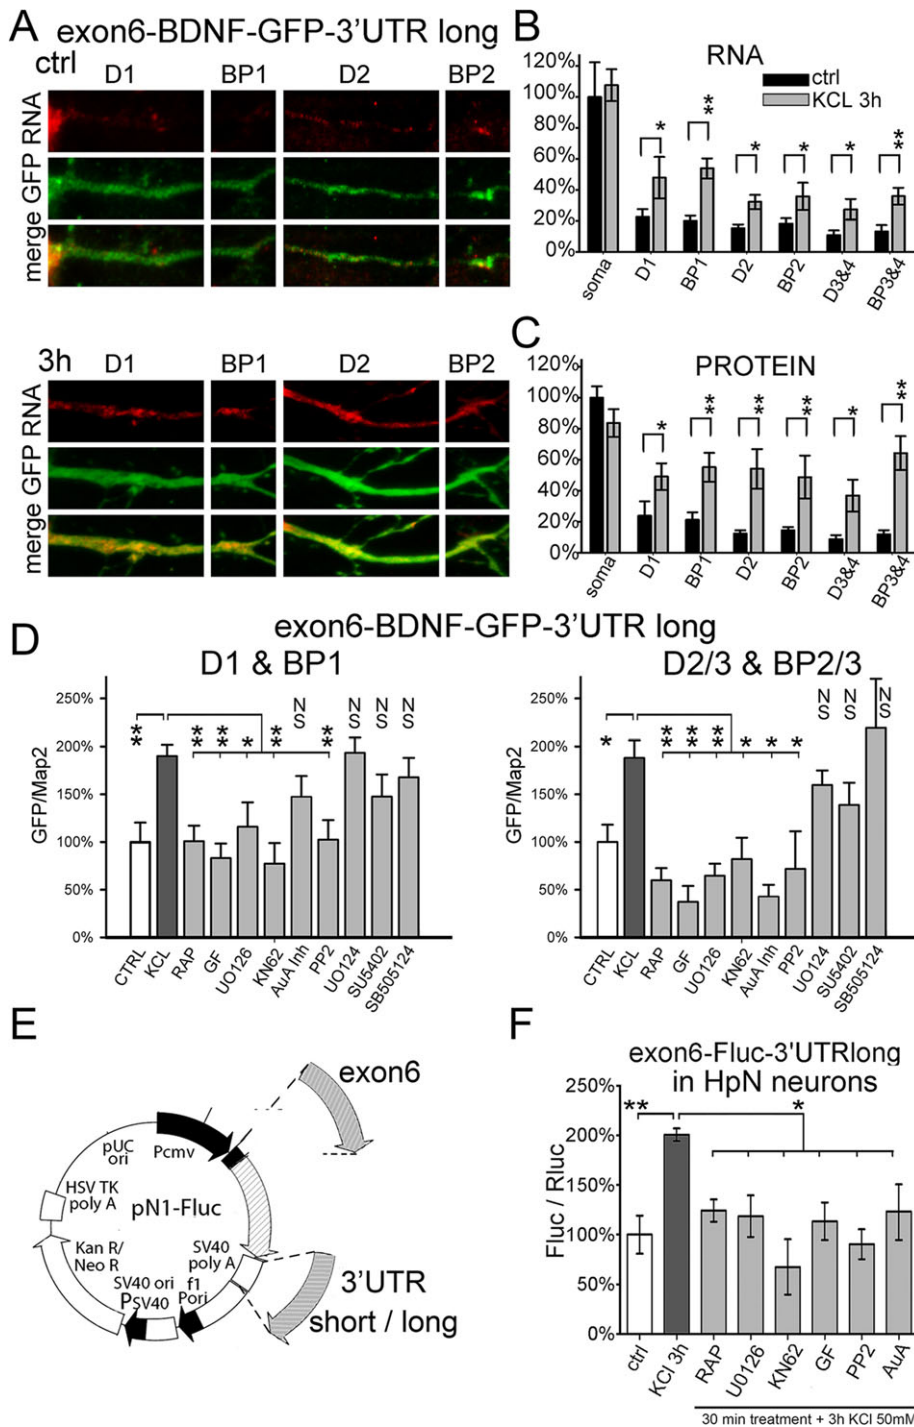 A exon6-BDNF-GFP-3'UTR long
ctrl
D1 BP1 D2 BP2
merge GFP RNA
3h
D1 BP1 D2 BP2
merge GFP RNA
B
RNA
ctrl
KCL 3h
120%
100%
80%
60%
40%
20%
0%
* ** * * * **
soma D1 BP1 D2 BP2 D3&4 BP3&4
C
PROTEIN
120%
100%
80%
60%
40%
20%
0%
* ** ** ** * **
soma D1 BP1 D2 BP2 D3&4 BP3&4
D
exon6-BDNF-GFP-3'UTR long
D1 & BP1
GFP/Map2
250%
200%
150%
100%
50%
0%
** ** ** * ** NS ** NS NS NS
CTRL KCL RAP GF UO126 KN62 AuA Inh PP2 UO124 SU5402 SB505124
D2/3 & BP2/3
GFP/Map2
250%
200%
150%
100%
50%
0%
* ** ** ** * * * NS NS NS
CTRL KCL RAP GF UO126 KN62 AuA Inh PP2 UO124 SU5402 SB505124
E
exon6
pUC
ori
Pcmv
HSV TK
poly A
pN1-Fluc
Kan R/
Neo R
SV40
poly A
SV40 ori
PSV40
f1
ori
P
3'UTR
short / long
F
exon6-Fluc-3'UTRlong
in HpN neurons
Fluc / Rluc
250%
200%
150%
100%
50%
0%
** *
ctrl KCl 3h RAP U0126 KN62 GF PP2 AuA
30 min treatment + 3h KCl 50mM